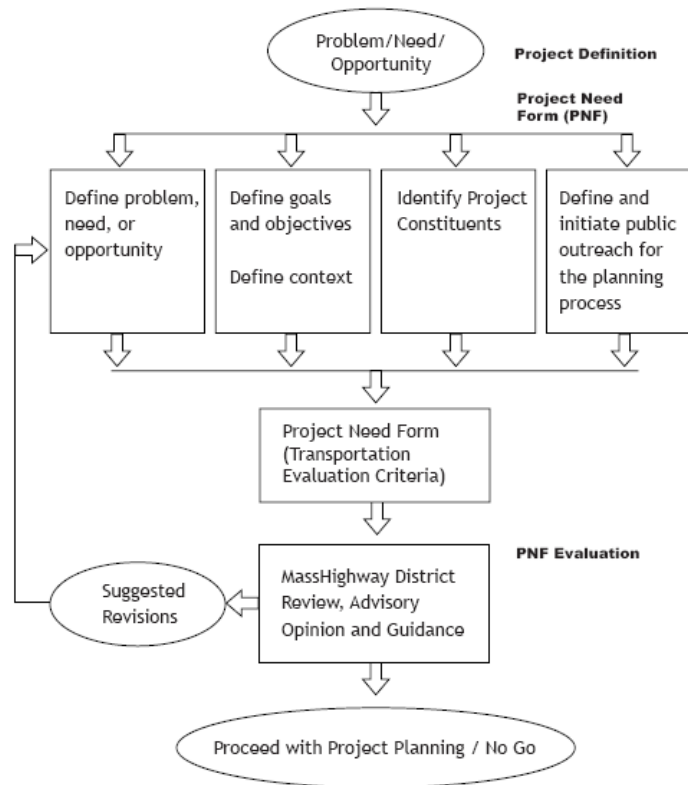 Problem/Need/
Opportunity
Project Definition
Project Need
Form (PNF)
Define problem,
need, or
opportunity
Define goals
and objectives
Define context
Identify Project
Constituents
Define and
initiate public
outreach for
the planning
process
Project Need Form
(Transportation
Evaluation Criteria)
PNF Evaluation
MassHighway District
Review, Advisory
Opinion and Guidance
Suggested
Revisions
Proceed with Project Planning / No Go